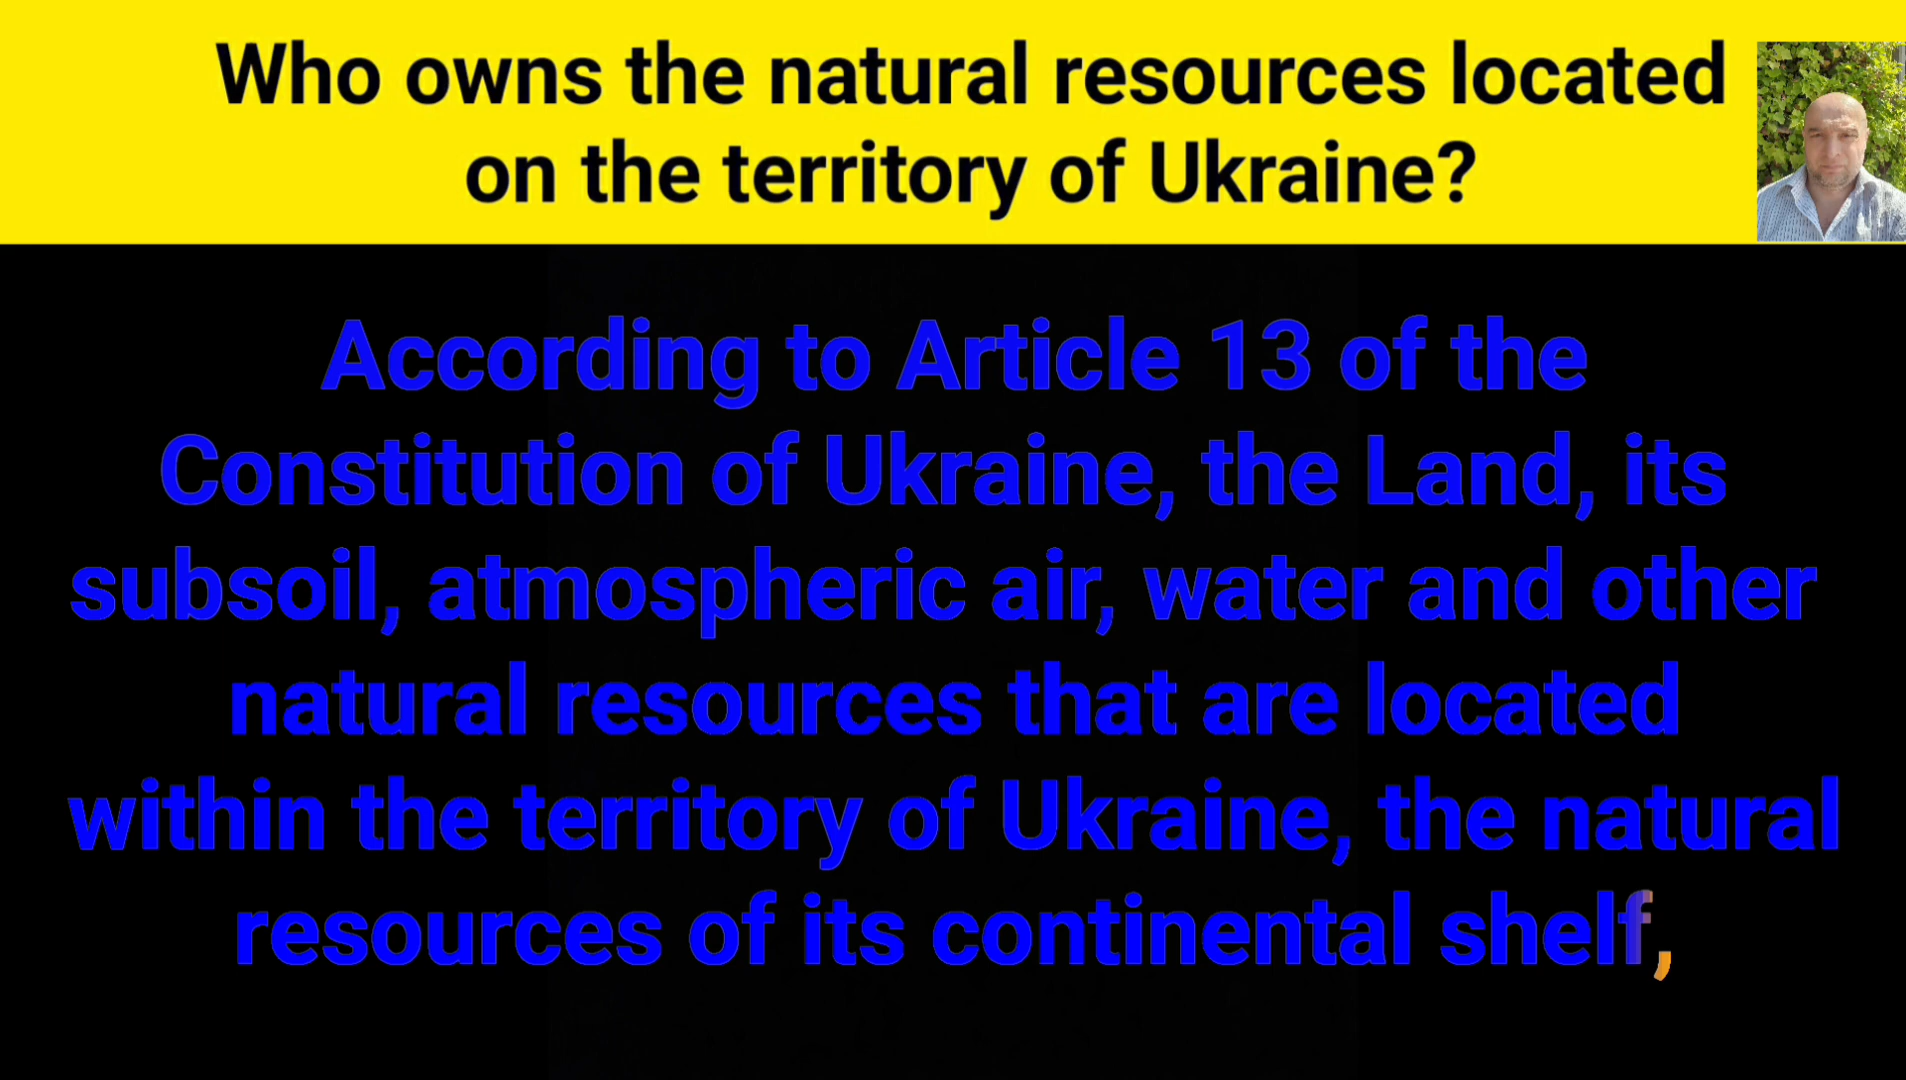 Who owns the natural resources located
on the territory of Ukraine?
According to Article 13 of the
Constitution of Ukraine, the Land, its
subsoil, atmospheric air, water and other
natural resources that are located
within the territory of Ukraine, the natural
resources of its continental shelf,